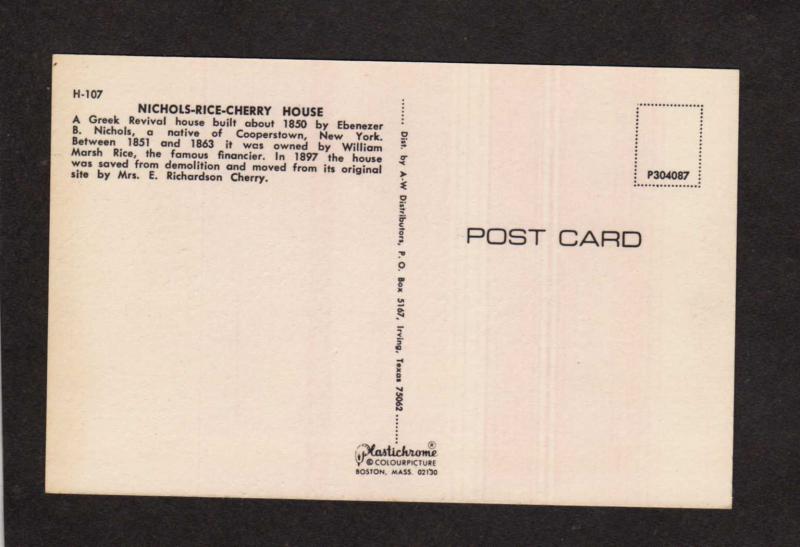 H-107
NICHOLS-RICE-CHERRY HOUSE
A Greek Revival house built about 1850 by Ebenezer
B. Nichols, a native of Cooperstown, New York.
Between 1851 and 1863 it was owned by William
Marsh Rice, the famous financier. In 1897 the house
was saved from demolition and moved from its original
site by Mrs. E. Richardson Cherry.
Dist. by A-W Distributors, P. O. Box 5167, Irving, Texas 75062
Plastichrome®
© COLOURPICTURE
BOSTON, MASS. 02130
P304087
POST CARD